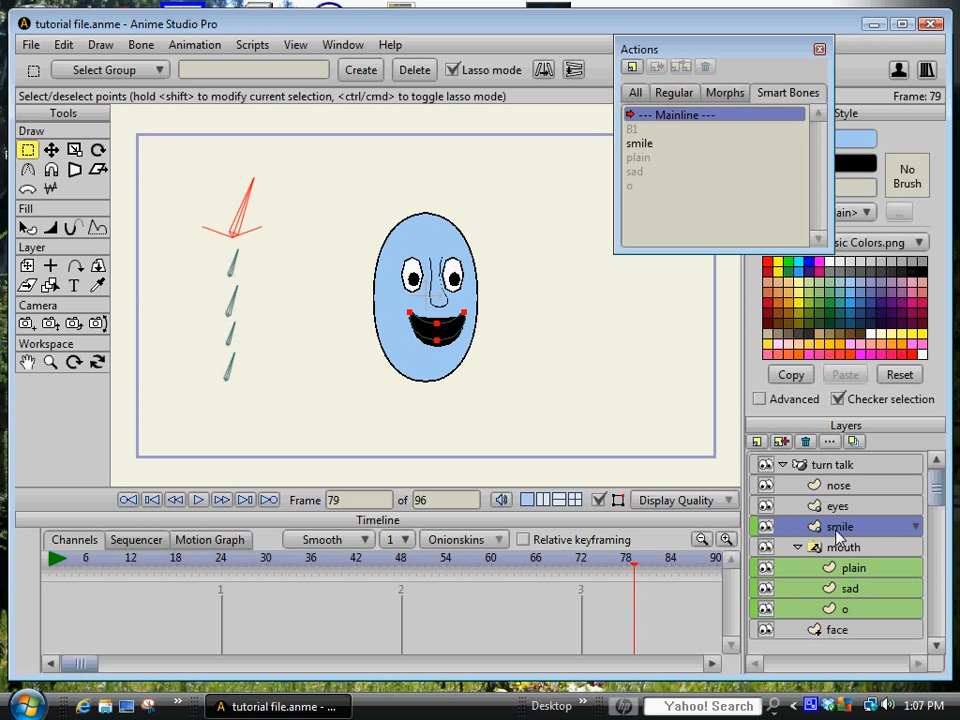 tutorial file.anme - Anime Studio Pro
File Edit Draw Bone Animation Scripts View Window Help
Select Group Create Delete Lasso mode
Select/deselect points (hold <shift> to modify current selection, <ctrl/cmd> to toggle lasso mode)
Frame: 79
Actions
All Regular Morphs Smart Bones
--- Mainline ---
B1
smile
plain
sad
o
Tools
Draw
Fill
Layer
Camera
Workspace
Style
No
Brush
ain>
...
sic Colors.png
Copy Paste Reset
Advanced Checker selection
Layers
turn talk
nose
eyes
smile
mouth
plain
sad
o
face
Frame 79 of 96 Display Quality
Timeline
Channels Sequencer Motion Graph Smooth 1 Onionskins Relative keyframing
6 12 18 24 30 36 42 48 54 60 66 72 78 84 90
1 2 3
tutorial file.anme - ...
Desktop
Yahoo! Search
1:07 PM